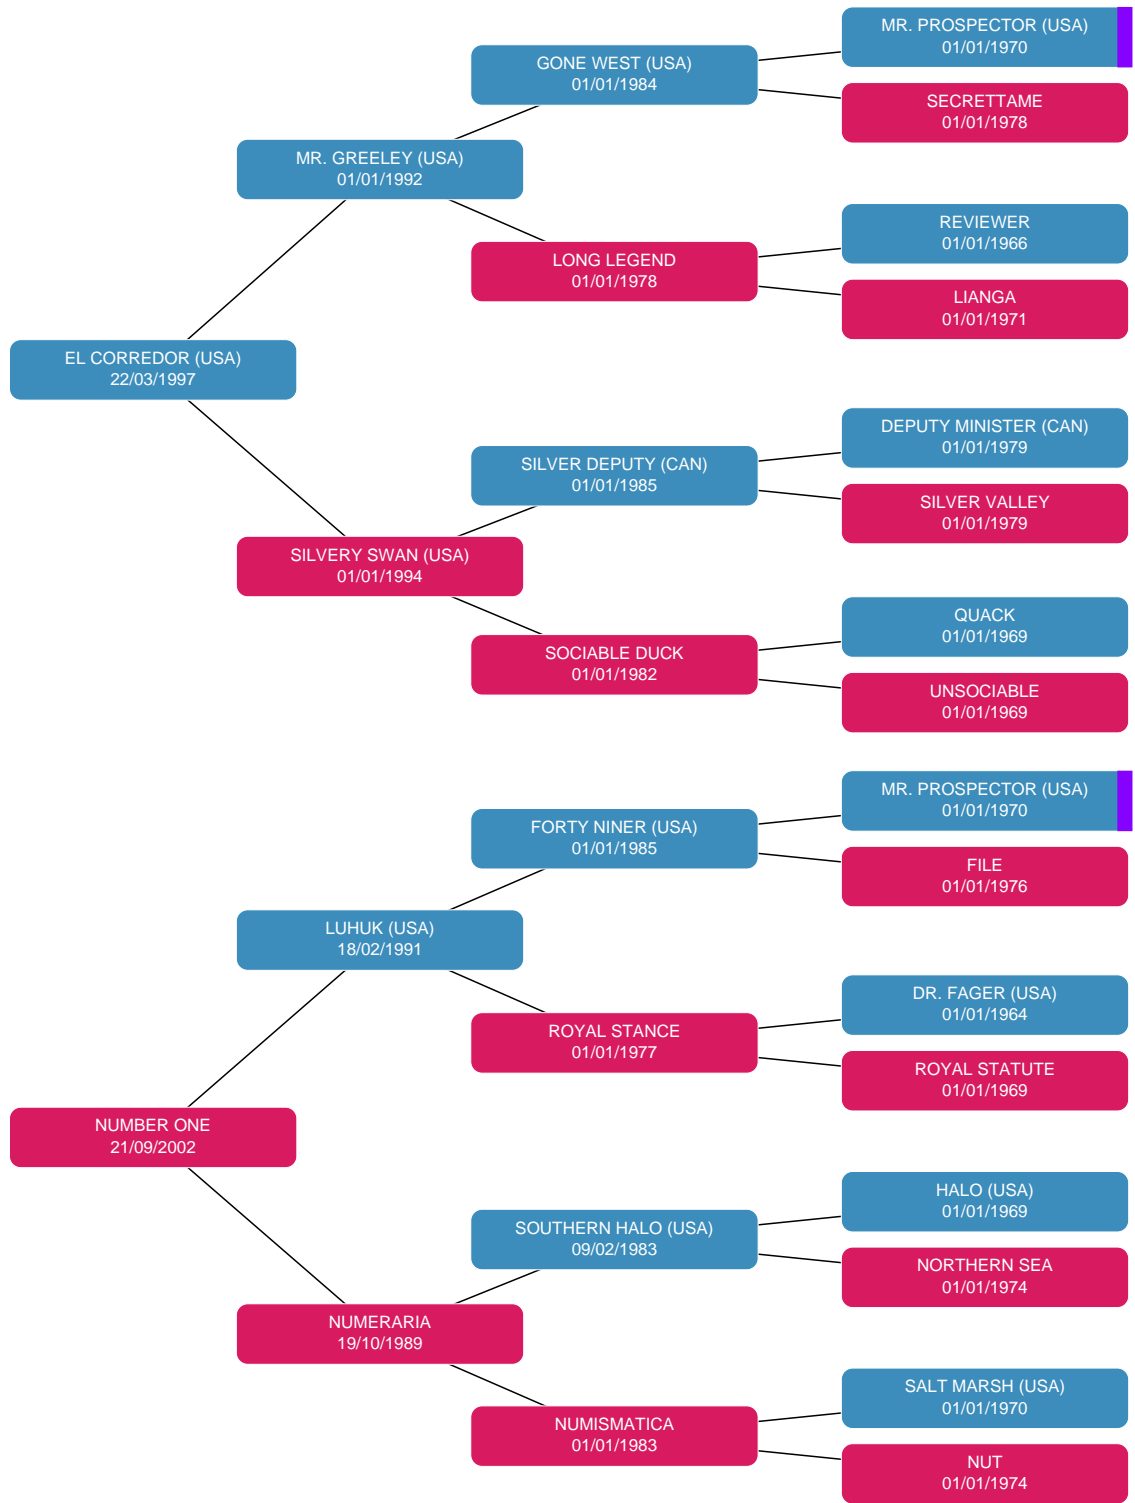 MR. PROSPECTOR (USA)
01/01/1970
GONE WEST (USA)
01/01/1984
SECRETTAME
01/01/1978
MR. GREELEY (USA)
01/01/1992
REVIEWER
01/01/1966
LONG LEGEND
01/01/1978
LIANGA
01/01/1971
EL CORREDOR (USA)
22/03/1997
DEPUTY MINISTER (CAN)
01/01/1979
SILVER DEPUTY (CAN)
01/01/1985
SILVER VALLEY
01/01/1979
SILVERY SWAN (USA)
01/01/1994
QUACK
01/01/1969
SOCIABLE DUCK
01/01/1982
UNSOCIABLE
01/01/1969
MR. PROSPECTOR (USA)
01/01/1970
FORTY NINER (USA)
01/01/1985
FILE
01/01/1976
LUHUK (USA)
18/02/1991
DR. FAGER (USA)
01/01/1964
ROYAL STANCE
01/01/1977
ROYAL STATUTE
01/01/1969
NUMBER ONE
21/09/2002
HALO (USA)
01/01/1969
SOUTHERN HALO (USA)
09/02/1983
NORTHERN SEA
01/01/1974
NUMERARIA
19/10/1989
SALT MARSH (USA)
01/01/1970
NUMISMATICA
01/01/1983
NUT
01/01/1974